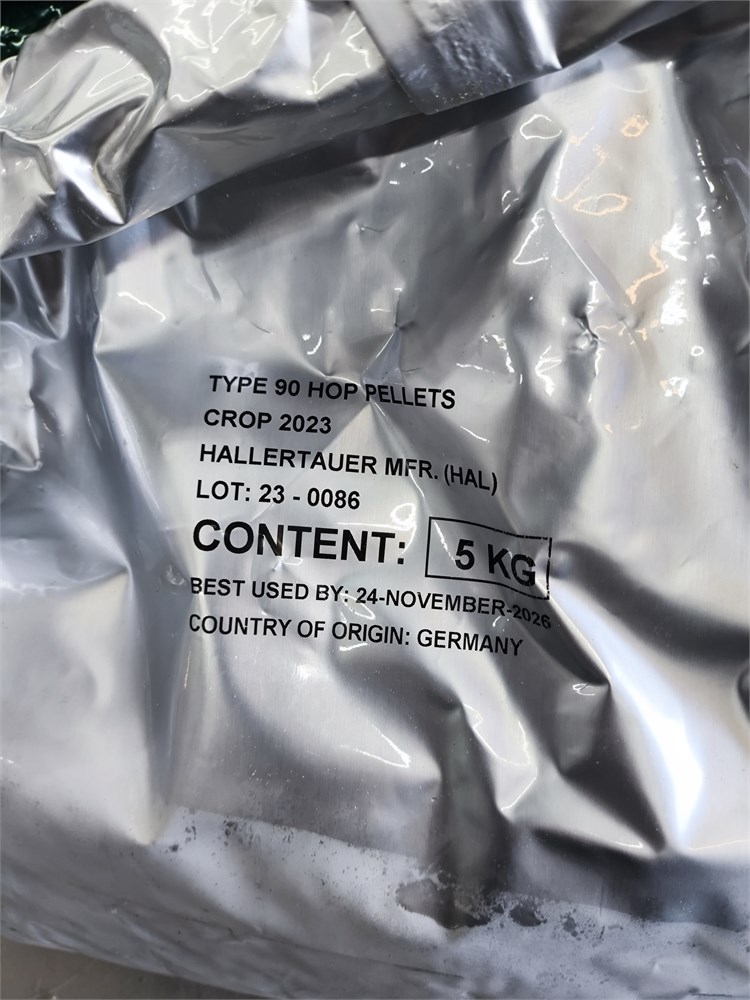 TYPE 90 HOP PELLETS
CROP 2023
HALLERTAUER MFR. (HAL)
LOT: 23 - 0086
CONTENT: 5 KG
BEST USED BY: 24-NOVEMBER-2026
COUNTRY OF ORIGIN: GERMANY